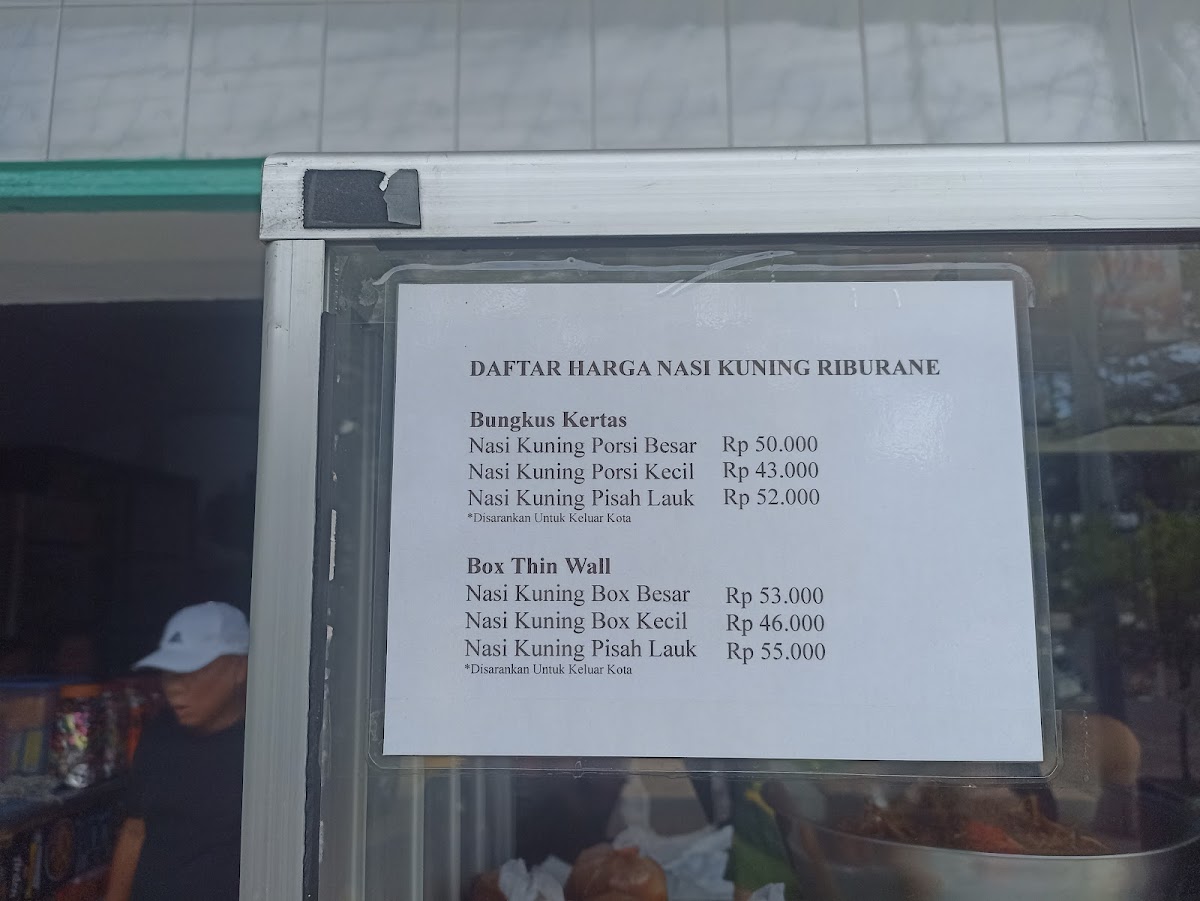 DAFTAR HARGA NASI KUNING RIBURANE
Bungkus Kertas
Nasi Kuning Porsi Besar Rp 50.000
Nasi Kuning Porsi Kecil Rp 43.000
Nasi Kuning Pisah Lauk Rp 52.000
*Disarankan Untuk Keluar Kota
Box Thin Wall
Nasi Kuning Box Besar Rp 53.000
Nasi Kuning Box Kecil Rp 46.000
Nasi Kuning Pisah Lauk Rp 55.000
*Disarankan Untuk Keluar Kota